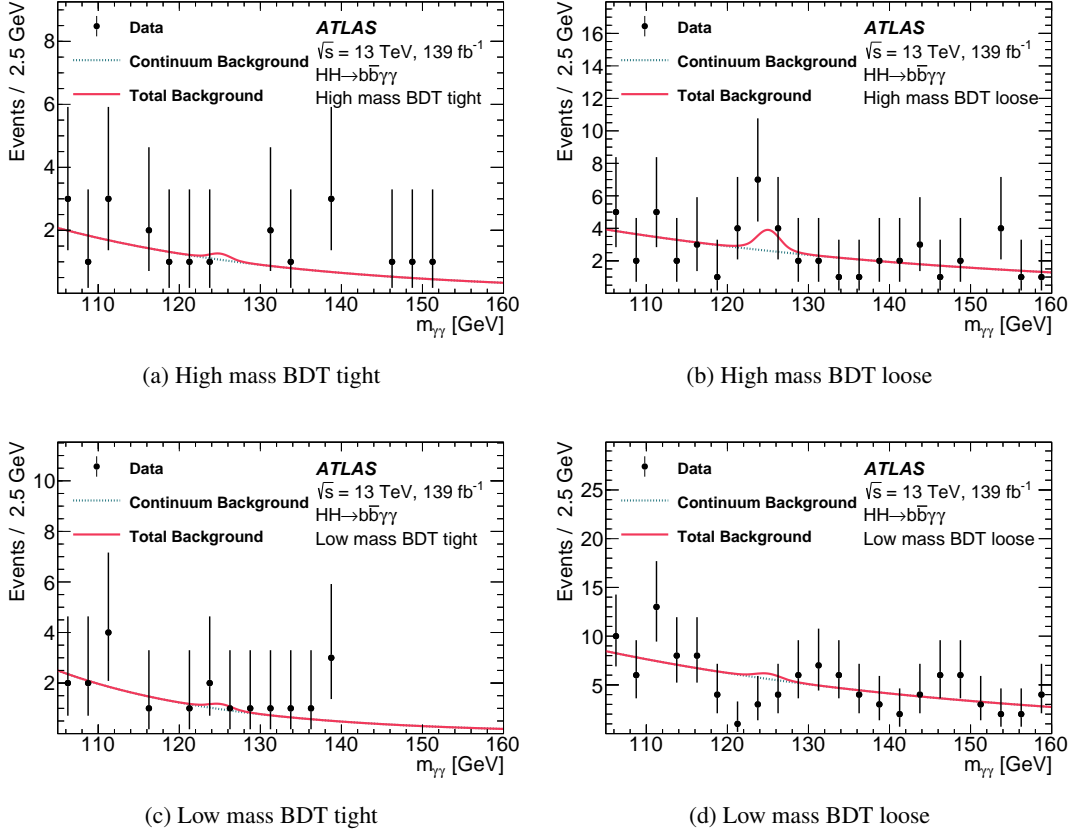 Events / 2.5 GeV
8
6
4
2
Data
Continuum Background
Total Background
ATLAS
√s = 13 TeV, 139 fb⁻¹
HH→bb̅γγ
High mass BDT tight
110 120 130 140 150 160
mγγ [GeV]
(a) High mass BDT tight
Events / 2.5 GeV
16
14
12
10
8
6
4
2
Data
Continuum Background
Total Background
ATLAS
√s = 13 TeV, 139 fb⁻¹
HH→bb̅γγ
High mass BDT loose
110 120 130 140 150 160
mγγ [GeV]
(b) High mass BDT loose
Events / 2.5 GeV
10
8
6
4
2
Data
Continuum Background
Total Background
ATLAS
√s = 13 TeV, 139 fb⁻¹
HH→bb̅γγ
Low mass BDT tight
110 120 130 140 150 160
mγγ [GeV]
(c) Low mass BDT tight
Events / 2.5 GeV
25
20
15
10
5
Data
Continuum Background
Total Background
ATLAS
√s = 13 TeV, 139 fb⁻¹
HH→bb̅γγ
Low mass BDT loose
110 120 130 140 150 160
mγγ [GeV]
(d) Low mass BDT loose